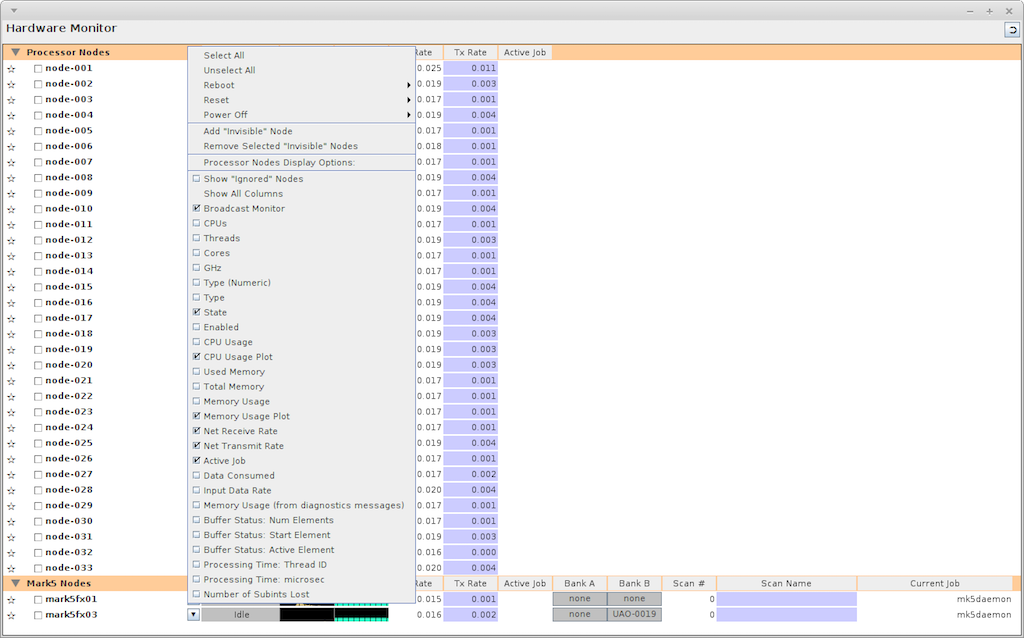 Hardware Monitor
Processor Nodes Rate Tx Rate Active Job
node-001 0.025 0.011
node-002 0.019 0.003
node-003 0.017 0.001
node-004 0.019 0.004
node-005 0.017 0.001
node-006 0.018 0.001
node-007 0.017 0.001
node-008 0.019 0.004
node-009 0.017 0.001
node-010 0.019 0.004
node-011 0.017 0.001
node-012 0.019 0.003
node-013 0.017 0.001
node-014 0.017 0.001
node-015 0.019 0.004
node-016 0.019 0.004
node-017 0.019 0.004
node-018 0.019 0.003
node-019 0.019 0.003
node-020 0.019 0.003
node-021 0.017 0.001
node-022 0.017 0.001
node-023 0.017 0.001
node-024 0.017 0.001
node-025 0.019 0.004
node-026 0.017 0.001
node-027 0.017 0.002
node-028 0.020 0.004
node-029 0.017 0.001
node-030 0.017 0.001
node-031 0.019 0.003
node-032 0.016 0.000
node-033 0.020 0.004
Select All
Unselect All
Reboot
Reset
Power Off
Add "Invisible" Node
Remove Selected "Invisible" Nodes
Processor Nodes Display Options:
Show "Ignored" Nodes
Show All Columns
Broadcast Monitor
CPUs
Threads
Cores
GHz
Type (Numeric)
Type
State
Enabled
CPU Usage
CPU Usage Plot
Used Memory
Total Memory
Memory Usage
Memory Usage Plot
Net Receive Rate
Net Transmit Rate
Active Job
Data Consumed
Input Data Rate
Memory Usage (from diagnostics messages)
Buffer Status: Num Elements
Buffer Status: Start Element
Buffer Status: Active Element
Processing Time: Thread ID
Processing Time: microsec
Number of Subints Lost
Mark5 Nodes Rate Tx Rate Active Job Bank A Bank B Scan # Scan Name Current Job
mark5fx01 0.015 0.001 none none 0 mk5daemon
mark5fx03 Idle 0.016 0.002 none UAO-0019 0 mk5daemon